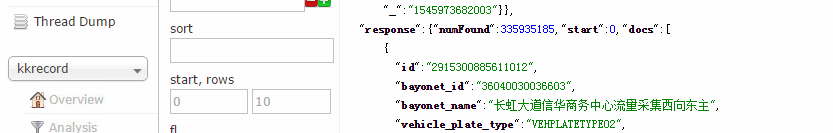 Thread Dump
kkrecord
Overview
Analysis
sort
start, rows
0 10
fl
"_":"1545973682003"}},
"response":{"numFound":335935185,"start":0,"docs":[
{
"id":"2915300885611012",
"bayonet_id":"36040030036603",
"bayonet_name":"长虹大道信华商务中心流量采集西向东主",
"vehicle_plate_type":"VEHPLATETYPE02",